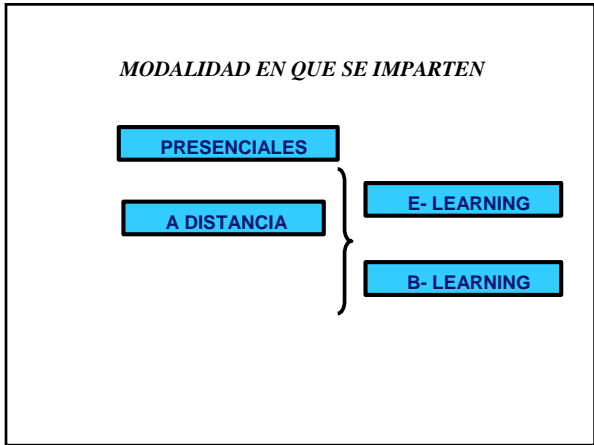 MODALIDAD EN QUE SE IMPARTEN
PRESENCIALES
A DISTANCIA
E- LEARNING
B- LEARNING